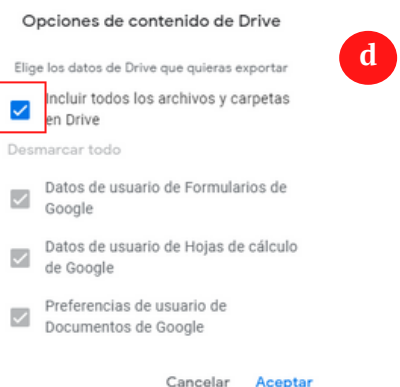 Opciones de contenido de Drive
d
Elige los datos de Drive que quieras exportar
Incluir todos los archivos y carpetas
en Drive
Desmarcar todo
Datos de usuario de Formularios de
Google
Datos de usuario de Hojas de cálculo
de Google
Preferencias de usuario de
Documentos de Google
Cancelar Aceptar